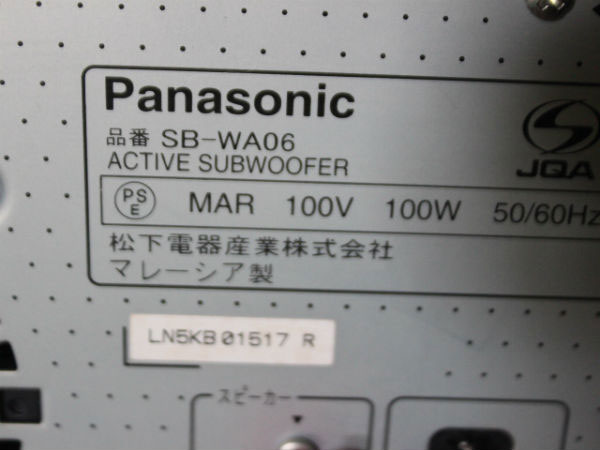 Panasonic
品番 SB-WA06
ACTIVE SUBWOOFER
JQA
PS E MAR 100V 100W 50/60Hz
松下電器産業株式会社
マレーシア製
LN5KB01517 R
スピーカー